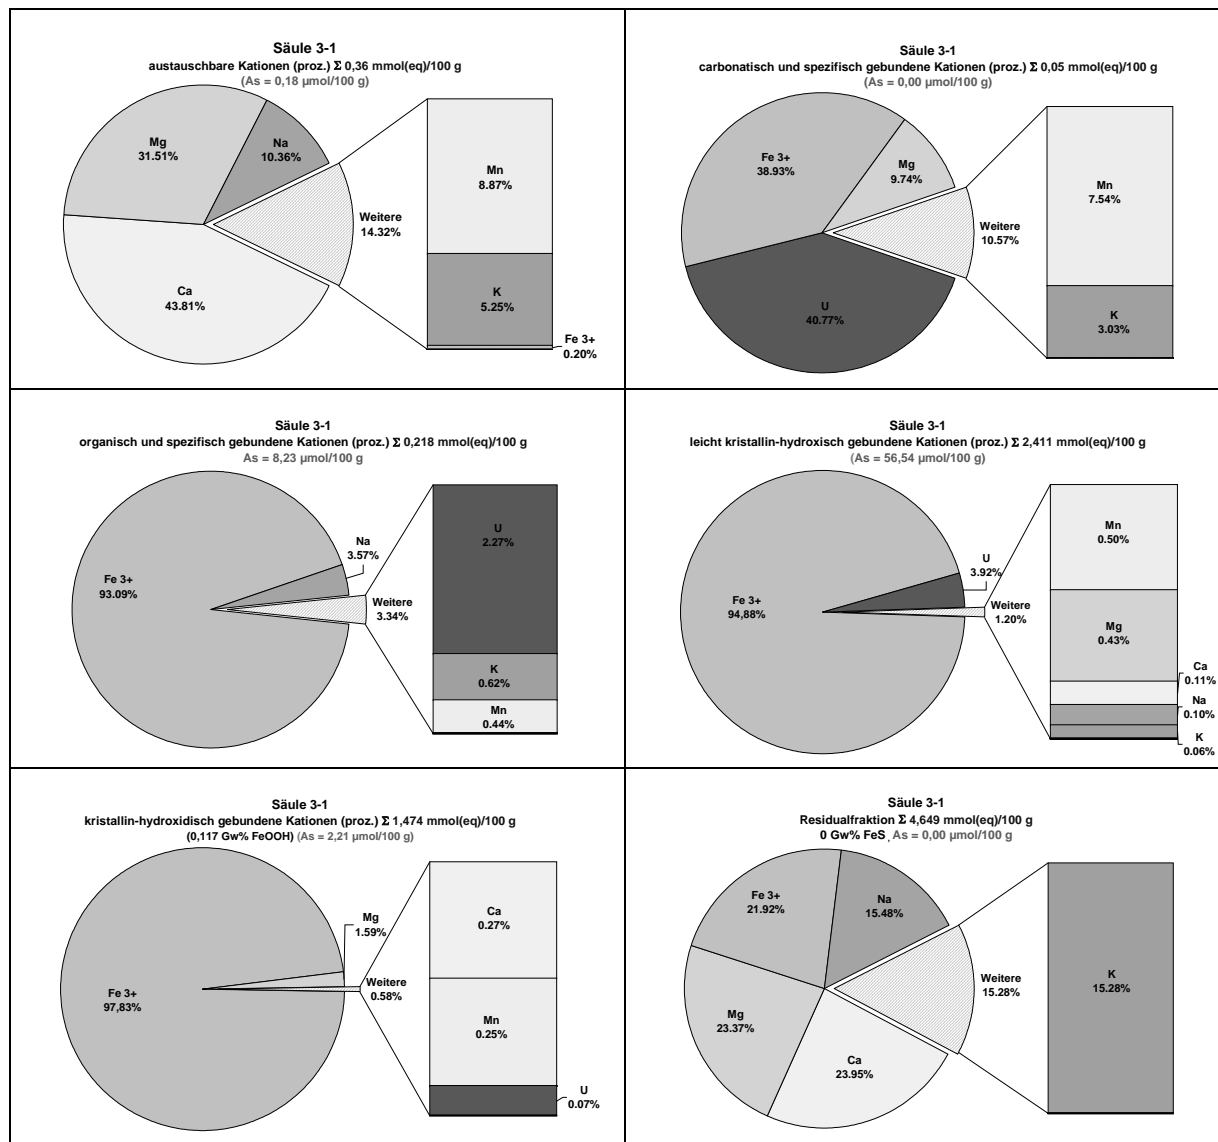 Säule 3-1
austauschbare Kationen (proz.) Σ 0,36 mmol(eq)/100 g
(As = 0,18 µmol/100 g)
Mg
31.51%
Na
10.36%
Weitere
14.32%
Ca
43.81%
Mn
8.87%
K
5.25%
Fe 3+
0.20%
Säule 3-1
carbonatisch und spezifisch gebundene Kationen (proz.) Σ 0,05 mmol(eq)/100 g
(As = 0,00 µmol/100 g)
Fe 3+
38.93%
Mg
9.74%
Weitere
10.57%
U
40.77%
Mn
7.54%
K
3.03%
Säule 3-1
organisch und spezifisch gebundene Kationen (proz.) Σ 0,218 mmol(eq)/100 g
As = 8,23 µmol/100 g
Fe 3+
93.09%
Na
3.57%
Weitere
3.34%
U
2.27%
K
0.62%
Mn
0.44%
Säule 3-1
leicht kristallin-hydroxisch gebundene Kationen (proz.) Σ 2,411 mmol(eq)/100 g
(As = 56,54 µmol/100 g)
Fe 3+
94,88%
U
3.92%
Weitere
1.20%
Mn
0.50%
Mg
0.43%
Ca
0.11%
Na
0.10%
K
0.06%
Säule 3-1
kristallin-hydroxidisch gebundene Kationen (proz.) Σ 1,474 mmol(eq)/100 g
(0,117 Gw% FeOOH) (As = 2,21 µmol/100 g)
Fe 3+
97,83%
Mg
1.59%
Weitere
0.58%
Ca
0.27%
Mn
0.25%
U
0.07%
Säule 3-1
Residualfraktion Σ 4,649 mmol(eq)/100 g
0 Gw% FeS , As = 0,00 µmol/100 g
Fe 3+
21.92%
Na
15.48%
Weitere
15.28%
Mg
23.37%
Ca
23.95%
K
15.28%